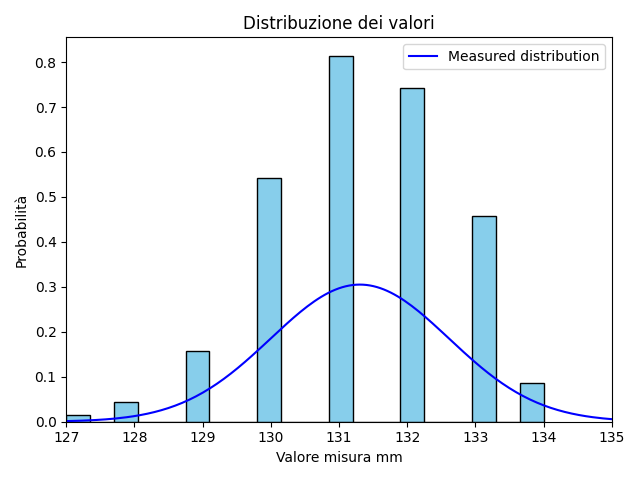 Distribuzione dei valori
Measured distribution
Probabilità
0.8
0.7
0.6
0.5
0.4
0.3
0.2
0.1
0.0
127 128 129 130 131 132 133 134 135
Valore misura mm